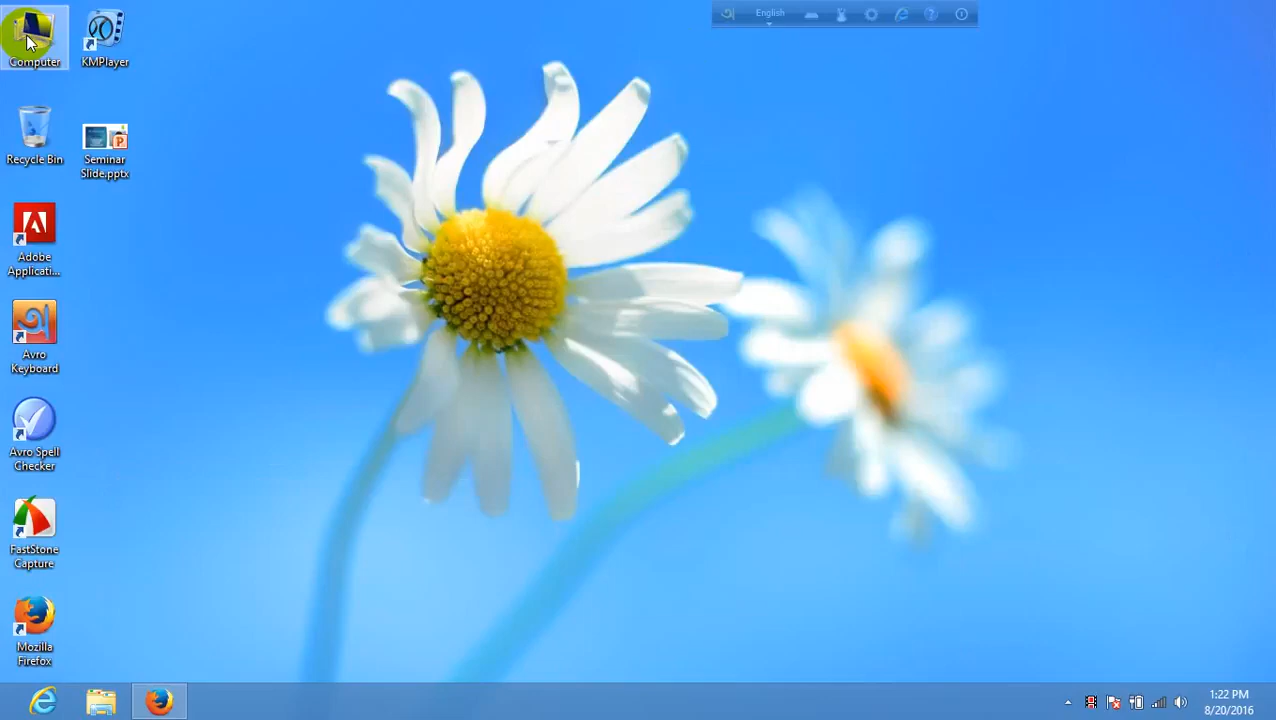 Computer
KMPlayer
English
Recycle Bin
Seminar
Slide.pptx
Adobe
Applicati...
Avro
Keyboard
Avro Spell
Checker
FastStone
Capture
Mozilla
Firefox
1:22 PM
8/20/2016